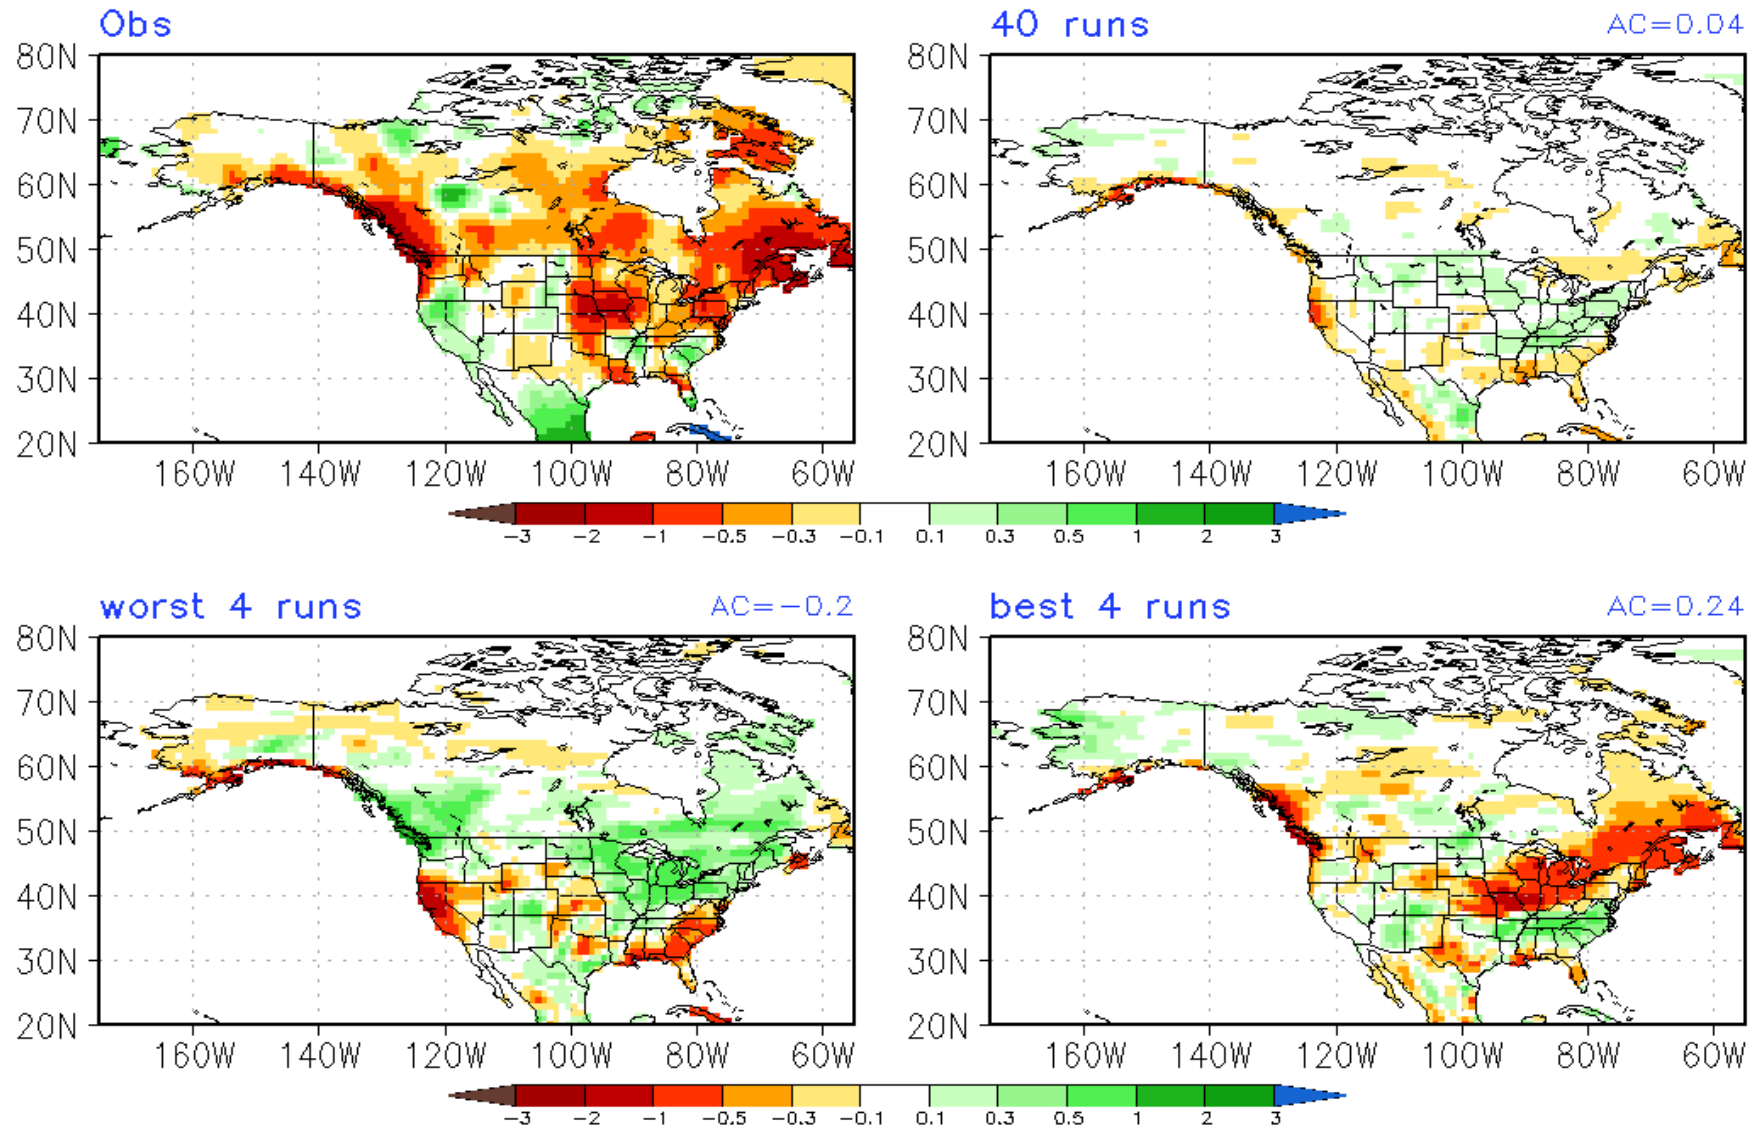 Obs
40 runs AC=0.04
80N 80N
70N 70N
60N 60N
50N 50N
40N 40N
30N 30N
20N 20N
160W 140W 120W 100W 80W 60W 160W 140W 120W 100W 80W 60W
-3 -2 -1 -0.5 -0.3 -0.1 0.1 0.3 0.5 1 2 3
worst 4 runs AC=-0.2
best 4 runs AC=0.24
80N 80N
70N 70N
60N 60N
50N 50N
40N 40N
30N 30N
20N 20N
160W 140W 120W 100W 80W 60W 160W 140W 120W 100W 80W 60W
-3 -2 -1 -0.5 -0.3 -0.1 0.1 0.3 0.5 1 2 3